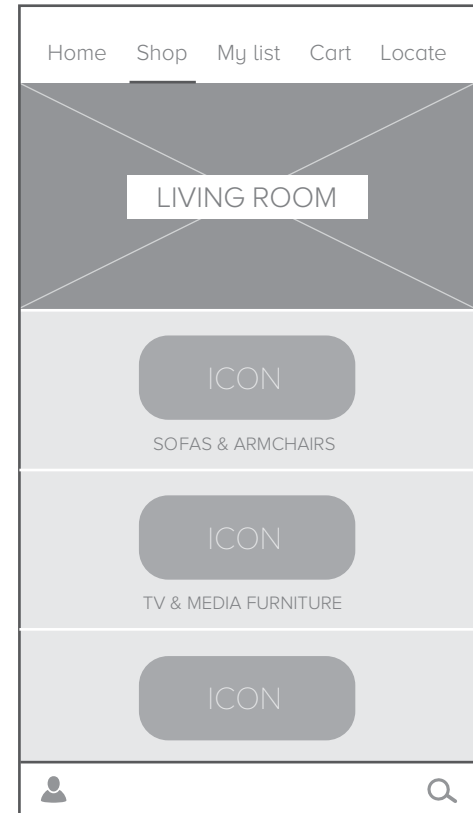 Home Shop My list Cart Locate
LIVING ROOM
ICON
SOFAS & ARMCHAIRS
ICON
TV & MEDIA FURNITURE
ICON